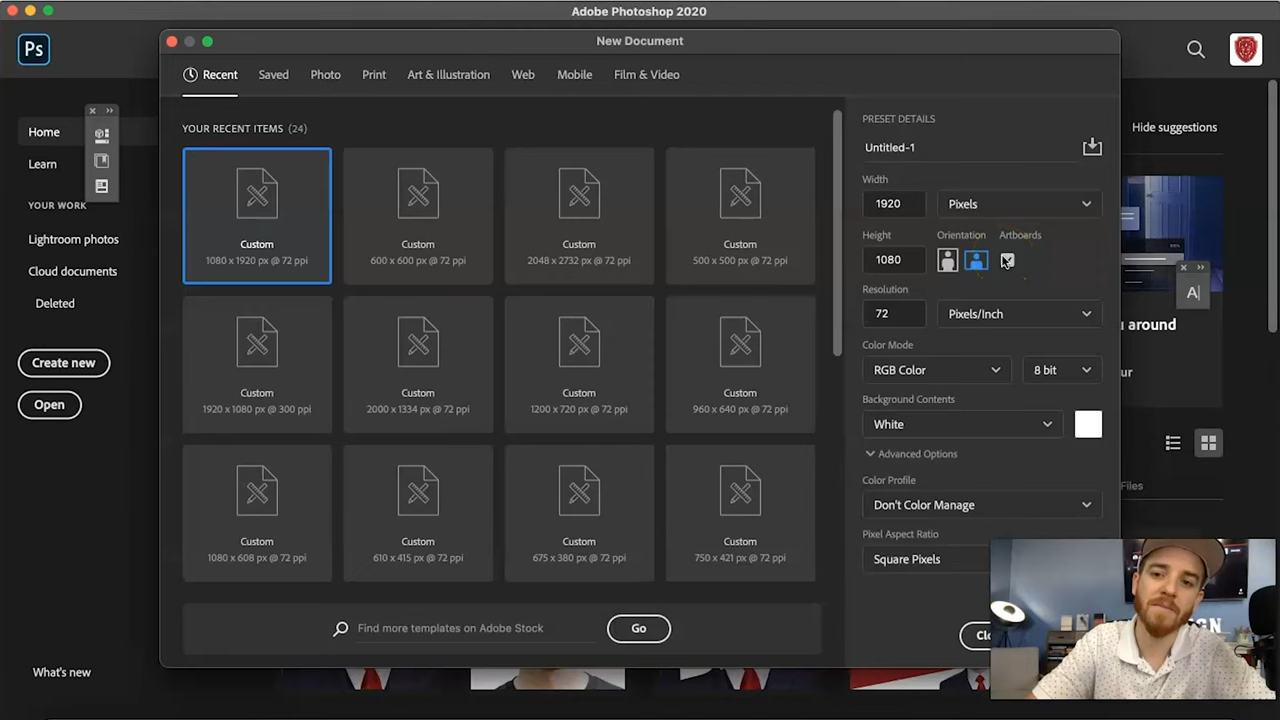 Adobe Photoshop 2020
Ps
New Document
Recent
Saved
Photo
Print
Art & Illustration
Web
Mobile
Film & Video
Home
Learn
YOUR WORK
Lightroom photos
Cloud documents
Deleted
Create new
Open
What's new
YOUR RECENT ITEMS (24)
Custom
1080 x 1920 px @ 72 ppi
Custom
600 x 600 px @ 72 ppi
Custom
2048 x 2732 px @ 72 ppi
Custom
500 x 500 px @ 72 ppi
Custom
1920 x 1080 px @ 300 ppi
Custom
2000 x 1334 px @ 72 ppi
Custom
1200 x 720 px @ 72 ppi
Custom
960 x 640 px @ 72 ppi
Custom
1080 x 608 px @ 72 ppi
Custom
610 x 415 px @ 72 ppi
Custom
675 x 380 px @ 72 ppi
Custom
750 x 421 px @ 72 ppi
Find more templates on Adobe Stock
Go
PRESET DETAILS
Untitled-1
Width
1920
Pixels
Height
Orientation
Artboards
1080
Resolution
72
Pixels/Inch
Color Mode
RGB Color
8 bit
Background Contents
White
Advanced Options
Color Profile
Don't Color Manage
Pixel Aspect Ratio
Square Pixels
Clo
Hide suggestions
A
u around
ur
Files